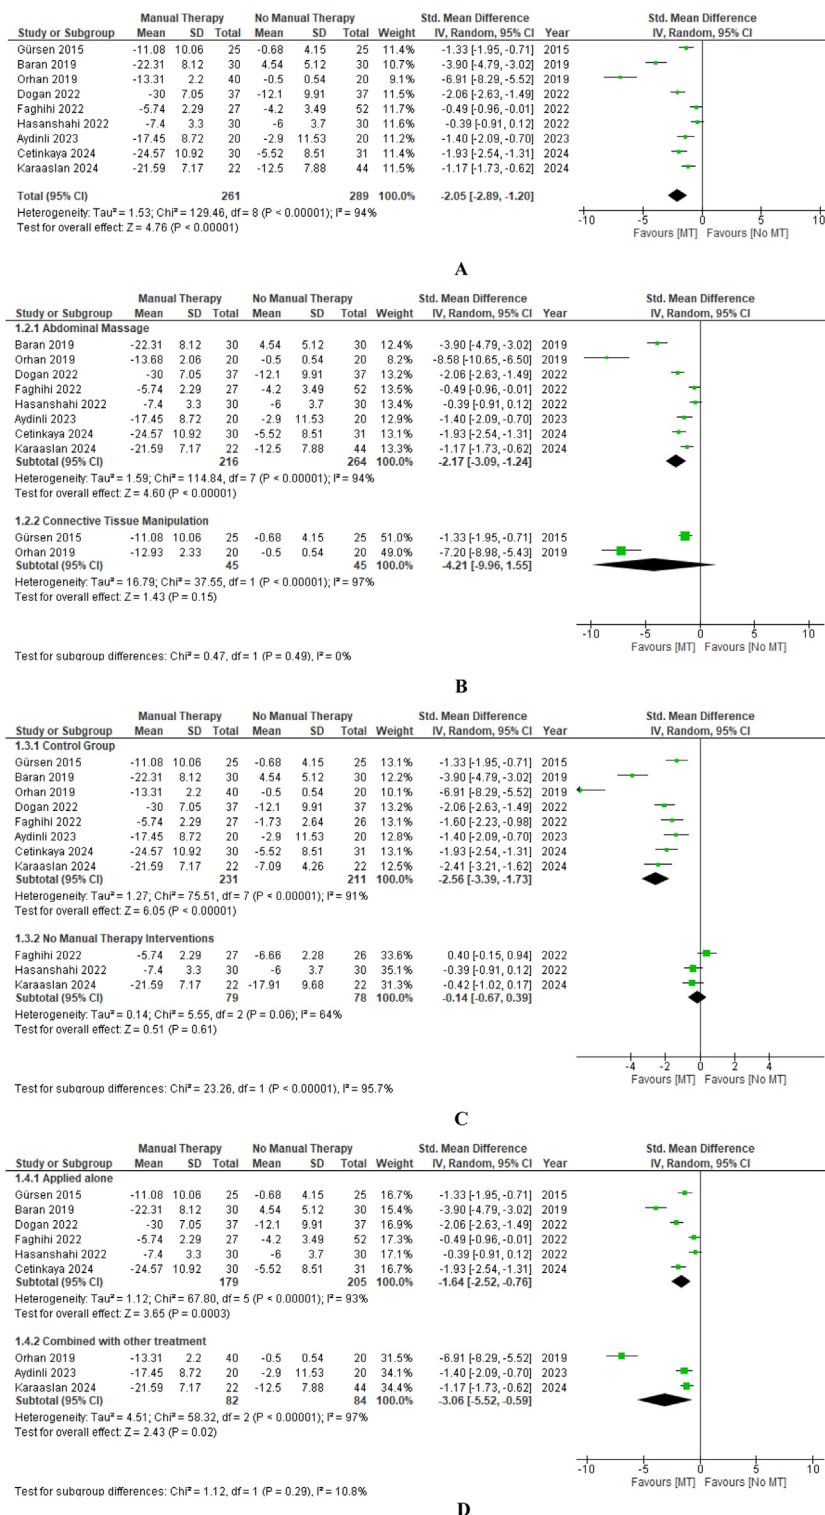 Manual Therapy No Manual Therapy Std. Mean Difference Std. Mean Difference
Study or Subgroup Mean SD Total Mean SD Total Weight IV, Random, 95% CI Year IV, Random, 95% CI
Gürsen 2015 -11.08 10.06 25 -0.68 4.15 25 11.4% -1.33 [-1.95, -0.71] 2015
Baran 2019 -22.31 8.12 30 4.54 5.12 30 10.7% -3.90 [-4.79, -3.02] 2019
Orhan 2019 -13.31 2.2 40 -0.5 0.54 20 9.1% -6.91 [-8.29, -5.52] 2019
Dogan 2022 -30 7.05 37 -12.1 9.91 37 11.5% -2.06 [-2.63, -1.49] 2022
Faghihi 2022 -5.74 2.29 27 -4.2 3.49 52 11.7% -0.49 [-0.96, -0.01] 2022
Hasanshahi 2022 -7.4 3.3 30 -6 3.7 30 11.6% -0.39 [-0.91, 0.12] 2022
Aydinli 2023 -17.45 8.72 20 -2.9 11.53 20 11.2% -1.40 [-2.09, -0.70] 2023
Cetinkaya 2024 -24.57 10.92 30 -5.52 8.51 31 11.4% -1.93 [-2.54, -1.31] 2024
Karaaslan 2024 -21.59 7.17 22 -12.5 7.88 44 11.5% -1.17 [-1.73, -0.62] 2024
Total (95% CI) 261 289 100.0% -2.05 [-2.89, -1.20]
Heterogeneity: Tau² = 1.53; Chi² = 129.46, df = 8 (P < 0.00001); I² = 94%
Test for overall effect: Z = 4.76 (P < 0.00001)
-10 -5 0 5 10
Favours [MT] Favours [No MT]
A
Manual Therapy No Manual Therapy Std. Mean Difference Std. Mean Difference
Study or Subgroup Mean SD Total Mean SD Total Weight IV, Random, 95% CI Year IV, Random, 95% CI
1.2.1 Abdominal Massage
Baran 2019 -22.31 8.12 30 4.54 5.12 30 12.4% -3.90 [-4.79, -3.02] 2019
Orhan 2019 -13.68 2.06 20 -0.5 0.54 20 8.2% -8.58 [-10.65, -6.50] 2019
Dogan 2022 -30 7.05 37 -12.1 9.91 37 13.3% -2.06 [-2.63, -1.49] 2022
Faghihi 2022 -5.74 2.29 27 -4.2 3.49 52 13.5% -0.49 [-0.96, -0.01] 2022
Hasanshahi 2022 -7.4 3.3 30 -6 3.7 30 13.4% -0.39 [-0.91, 0.12] 2022
Aydinli 2023 -17.45 8.72 20 -2.9 11.53 20 -1.40 [-2.09, -0.70] 2023
Cetinkaya 2024 -24.57 10.92 30 -5.52 8.51 31 -1.93 [-2.54, -1.31] 2024
Karaaslan 2024 -21.59 7.17 22 -12.5 7.88 44 13.3% -1.17 [-1.73, -0.62] 2024
Subtotal (95% CI) 216 264 100.0% -2.17 [-3.09, -1.24]
Heterogeneity: Tau² = 1.59; Chi² = 114.84, df = 7 (P < 0.00001); I² = 94%
Test for overall effect: Z = 4.60 (P < 0.00001)
1.2.2 Connective Tissue Manipulation
Gürsen 2015 -11.08 10.06 25 -0.68 4.15 25 51.0% -1.33 [-1.95, -0.71] 2015
Orhan 2019 -12.93 2.33 20 -0.5 0.54 20 49.0% -7.20 [-8.98, -5.43] 2019
Subtotal (95% CI) 45 45 100.0% -4.21 [-9.96, 1.55]
Heterogeneity: Tau² = 16.79; Chi² = 37.55, df = 1 (P < 0.00001); I² = 97%
Test for overall effect: Z = 1.43 (P = 0.15)
-10 -5 0 5 10
Favours [MT] Favours [No MT]
Test for subgroup differences: Chi² = 0.47, df = 1 (P = 0.49), I² = 0%
B
Manual Therapy No Manual Therapy Std. Mean Difference Std. Mean Difference
Study or Subgroup Mean SD Total Mean SD Total Weight IV, Random, 95% CI Year IV, Random, 95% CI
1.3.1 Control Group
Gürsen 2015 -11.08 10.06 25 -0.68 4.15 25 13.1% -1.33 [-1.95, -0.71] 2015
Baran 2019 -22.31 8.12 30 4.54 5.12 30 12.2% -3.90 [-4.79, -3.02] 2019
Orhan 2019 -13.31 2.2 40 -0.5 0.54 20 10.1% -6.91 [-8.29, -5.52] 2019
Dogan 2022 -30 7.05 37 -12.1 9.91 37 13.2% -2.06 [-2.63, -1.49] 2022
Faghihi 2022 -5.74 2.29 27 -1.73 2.64 26 13.1% -1.60 [-2.23, -0.98] 2022
Aydinli 2023 -17.45 8.72 20 -2.9 11.53 20 12.8% -1.40 [-2.09, -0.70] 2023
Cetinkaya 2024 -24.57 10.92 30 -5.52 8.51 31 13.1% -1.93 [-2.54, -1.31] 2024
Karaaslan 2024 -21.59 7.17 22 -7.09 4.26 22 12.5% -2.41 [-3.21, -1.62] 2024
Subtotal (95% CI) 231 211 100.0% -2.56 [-3.39, -1.73]
Heterogeneity: Tau² = 1.27; Chi² = 75.51, df = 7 (P < 0.00001); I² = 91%
Test for overall effect: Z = 6.05 (P < 0.00001)
1.3.2 No Manual Therapy Interventions
Faghihi 2022 -5.74 2.29 27 -6.66 2.28 26 33.6% 0.40 [-0.15, 0.94] 2022
Hasanshahi 2022 -7.4 3.3 30 -6 3.7 30 35.1% -0.39 [-0.91, 0.12] 2022
Karaaslan 2024 -21.59 7.17 22 -17.91 9.68 22 31.3% -0.42 [-1.02, 0.17] 2024
Subtotal (95% CI) 79 78 100.0% -0.14 [-0.67, 0.39]
Heterogeneity: Tau² = 0.14; Chi² = 5.55, df = 2 (P = 0.06); I² = 64%
Test for overall effect: Z = 0.51 (P = 0.61)
-4 -2 0 2 4
Favours [MT] Favours [No MT]
Test for subgroup differences: Chi² = 23.26, df = 1 (P < 0.00001), I² = 95.7%
C
Manual Therapy No Manual Therapy Std. Mean Difference Std. Mean Difference
Study or Subgroup Mean SD Total Mean SD Total Weight IV, Random, 95% CI Year IV, Random, 95% CI
1.4.1 Applied alone
Gürsen 2015 -11.08 10.06 25 -0.68 4.15 25 16.7% -1.33 [-1.95, -0.71] 2015
Baran 2019 -22.31 8.12 30 4.54 5.12 30 15.4% -3.90 [-4.79, -3.02] 2019
Dogan 2022 -30 7.05 37 -12.1 9.91 37 16.9% -2.06 [-2.63, -1.49] 2022
Faghihi 2022 -5.74 2.29 27 -4.2 3.49 52 17.3% -0.49 [-0.96, -0.01] 2022
Hasanshahi 2022 -7.4 3.3 30 -6 3.7 30 17.1% -0.39 [-0.91, 0.12] 2022
Cetinkaya 2024 -24.57 10.92 30 -5.52 8.51 31 16.7% -1.93 [-2.54, -1.31] 2024
Subtotal (95% CI) 179 205 100.0% -1.64 [-2.52, -0.76]
Heterogeneity: Tau² = 1.12; Chi² = 67.80, df = 5 (P < 0.00001); I² = 93%
Test for overall effect: Z = 3.65 (P = 0.0003)
1.4.2 Combined with other treatment
Orhan 2019 -13.31 2.2 40 -0.5 0.54 20 31.5% -6.91 [-8.29, -5.52] 2019
Aydinli 2023 -17.45 8.72 20 -2.9 11.53 20 34.1% -1.40 [-2.09, -0.70] 2023
Karaaslan 2024 -21.59 7.17 22 -12.5 7.88 44 34.4% -1.17 [-1.73, -0.62] 2024
Subtotal (95% CI) 82 84 100.0% -3.06 [-5.52, -0.59]
Heterogeneity: Tau² = 4.51; Chi² = 58.32, df = 2 (P < 0.00001); I² = 97%
Test for overall effect: Z = 2.43 (P = 0.02)
-10 -5 0 5 10
Favours [MT] Favours [No MT]
Test for subgroup differences: Chi² = 1.12, df = 1 (P = 0.29), I² = 10.8%
D